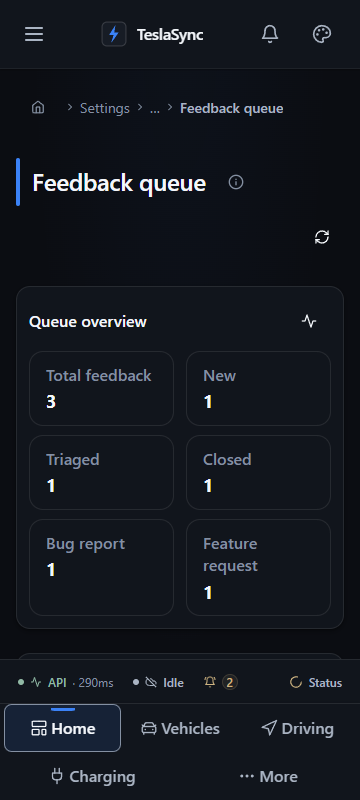 TeslaSync
Settings
...
Feedback queue
Feedback queue
Queue overview
Total feedback
3
New
1
Triaged
1
Closed
1
Bug report
1
Feature
request
1
API · 290ms
Idle
2
Status
Home
Vehicles
Driving
Charging
More